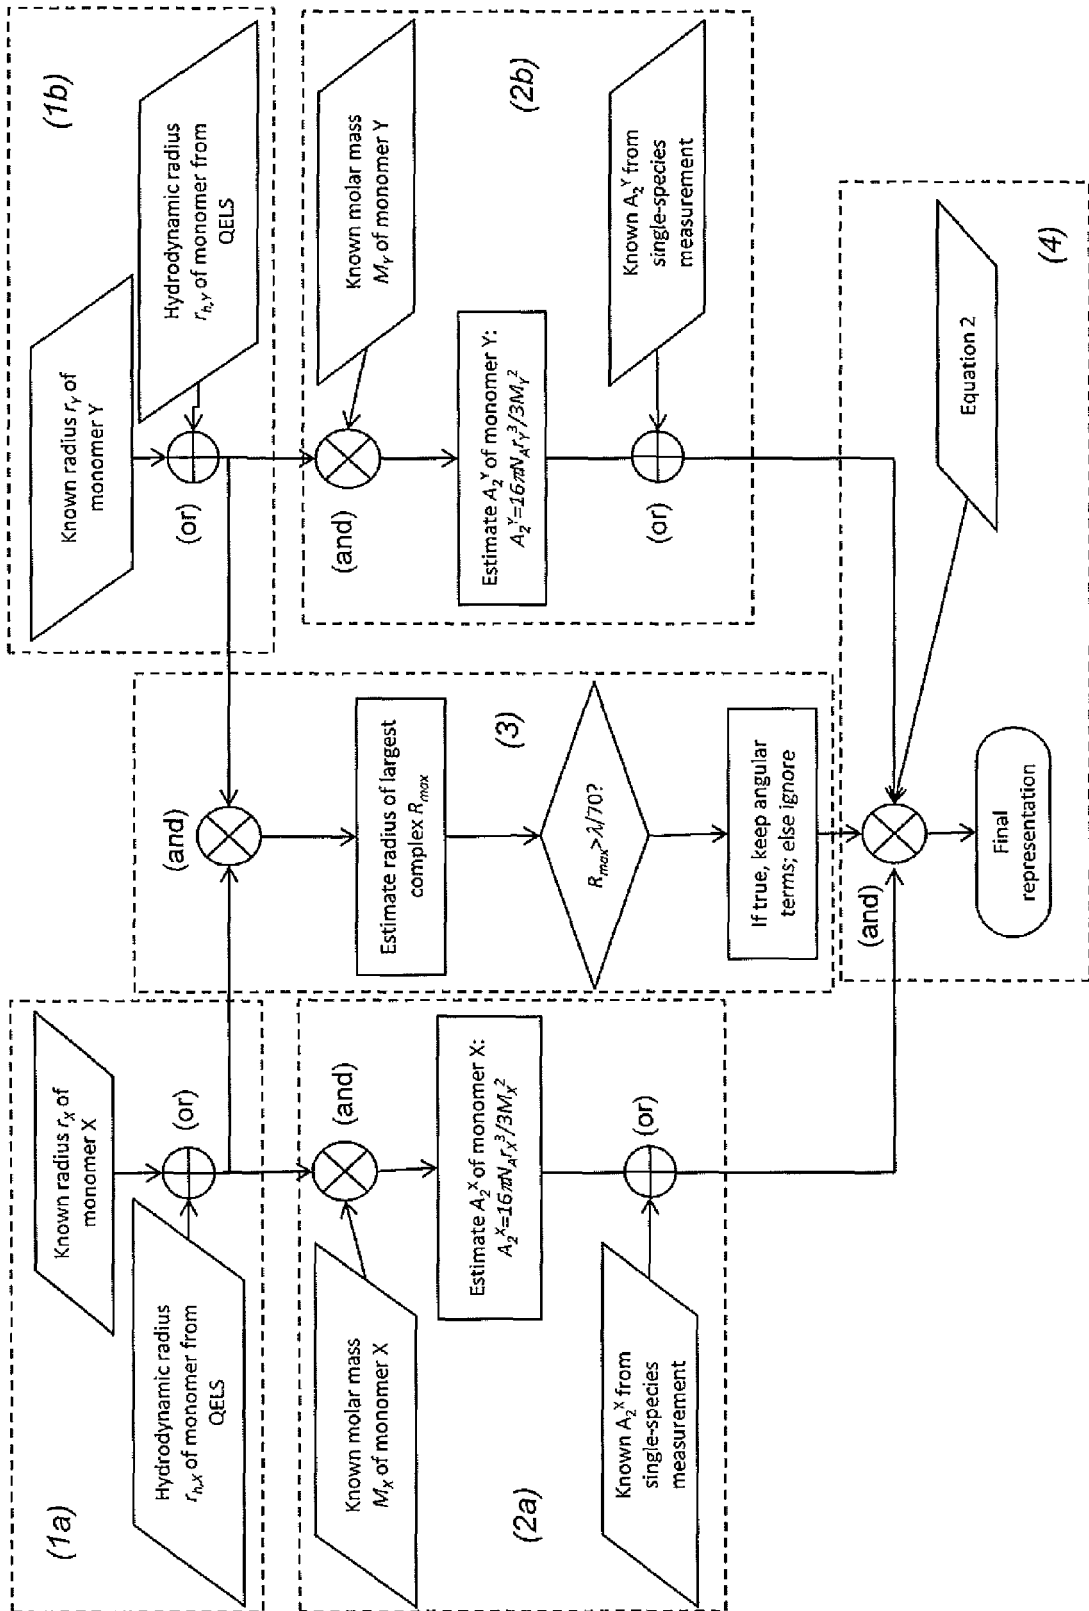 (1a)
Known radius r_X of
monomer X
Hydrodynamic radius
r_{h,X} of monomer from
QELS
(or)
(2a)
Known molar mass
M_X of monomer X
(and)
Estimate A_2^X of monomer X:
A_2^X=16πN_A r_X^3/3M_X^2
Known A_2^X from
single-species
measurement
(or)
(and)
Estimate radius of largest
complex R_max
(3)
R_max>λ/70?
If true, keep angular
terms; else ignore
(1b)
Known radius r_Y of
monomer Y
Hydrodynamic radius
r_{h,Y} of monomer from
QELS
(or)
(2b)
Known molar mass
M_Y of monomer Y
(and)
Estimate A_2^Y of monomer Y:
A_2^Y=16πN_A r_Y^3/3M_Y^2
Known A_2^Y from
single-species
measurement
(or)
(4)
Equation 2
(and)
Final
representation